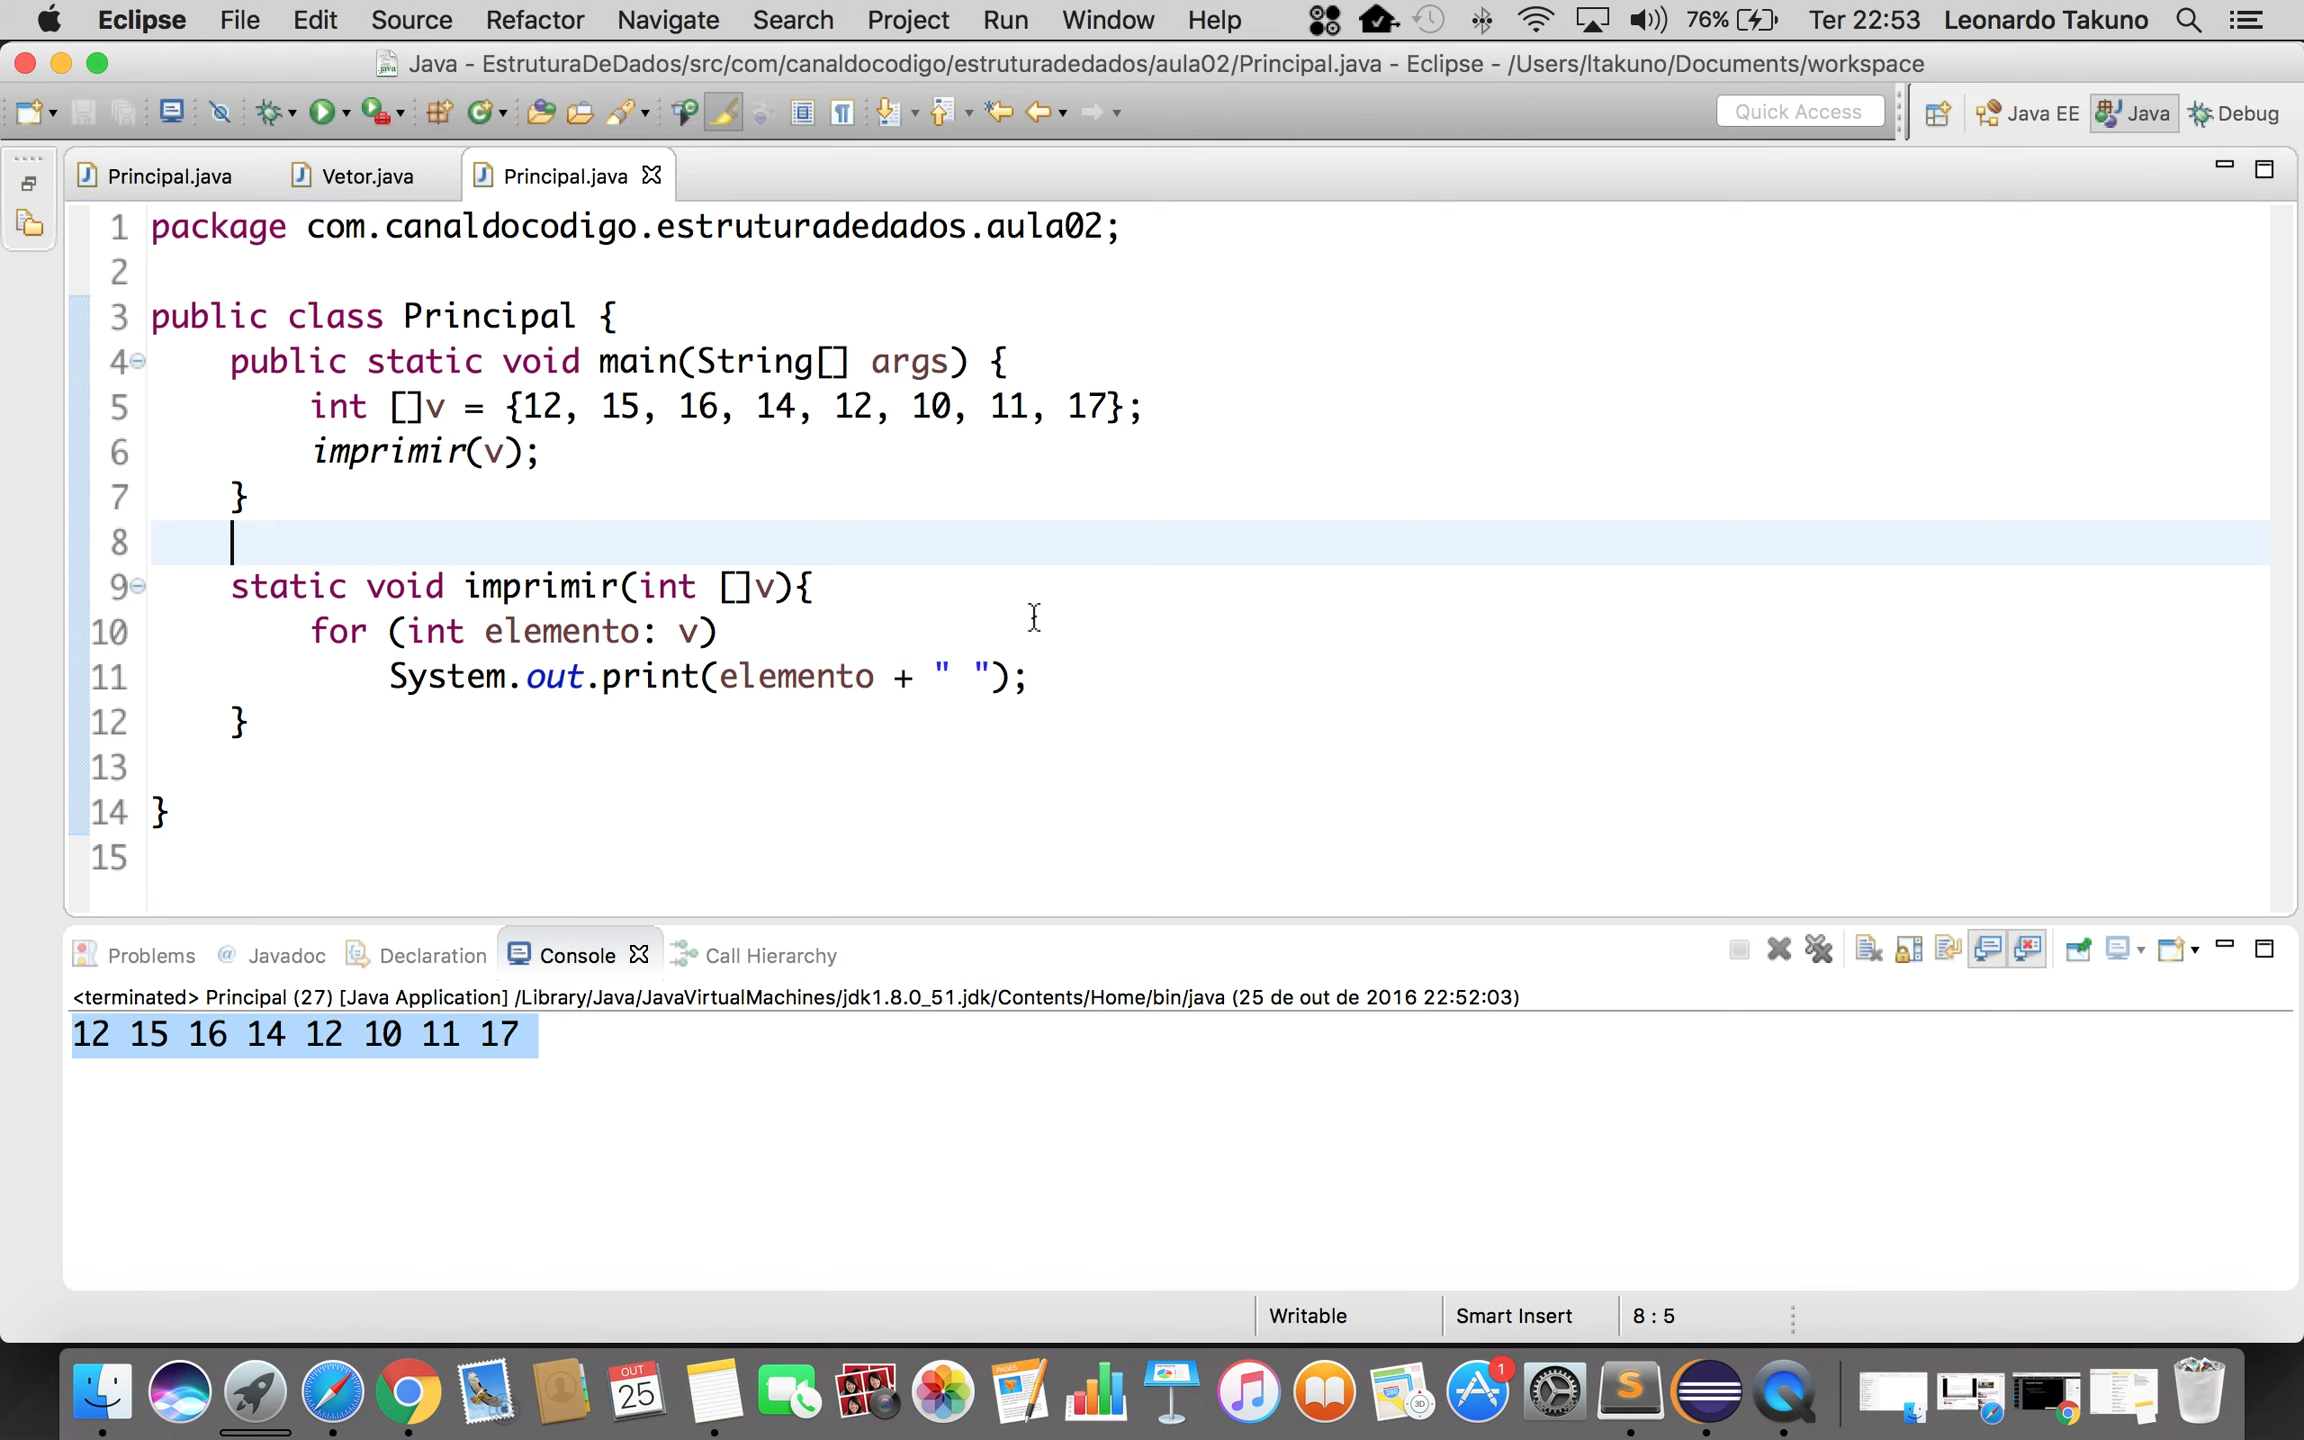 Eclipse File Edit Source Refactor Navigate Search Project Run Window Help 76% Ter 22:53 Leonardo Takuno
Java - EstruturaDeDados/src/com/canaldocodigo/estruturadedados/aula02/Principal.java - Eclipse - /Users/ltakuno/Documents/workspace
Quick Access Java EE Java Debug
Principal.java Vetor.java Principal.java
1 package com.canaldocodigo.estruturadedados.aula02;
2
3 public class Principal {
4 public static void main(String[] args) {
5 int []v = {12, 15, 16, 14, 12, 10, 11, 17};
6 imprimir(v);
7 }
8
9 static void imprimir(int []v){
10 for (int elemento: v)
11 System.out.print(elemento + " ");
12 }
13
14 }
15
Problems @ Javadoc Declaration Console Call Hierarchy
<terminated> Principal (27) [Java Application] /Library/Java/JavaVirtualMachines/jdk1.8.0_51.jdk/Contents/Home/bin/java (25 de out de 2016 22:52:03)
12 15 16 14 12 10 11 17
Writable Smart Insert 8 : 5
OUT
25
PAGES
3D
1